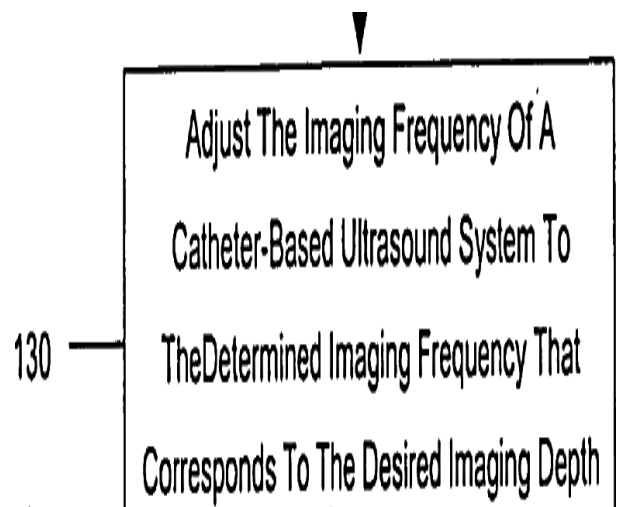 Adjust The Imaging Frequency Of A
Catheter-Based Ultrasound System To
130 TheDetermined Imaging Frequency That
Corresponds To The Desired Imaging Depth